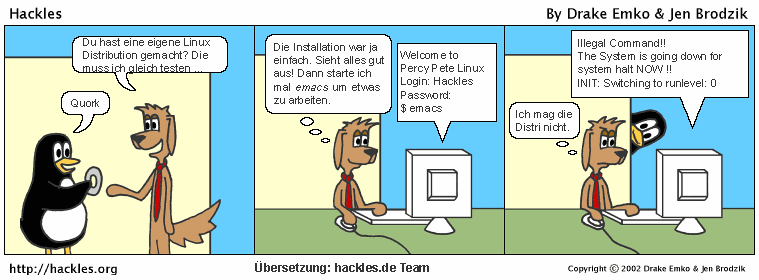 Hackles
By Drake Emko & Jen Brodzik
Du hast eine eigene Linux
Distribution gemacht? Die
muss ich gleich testen ...
Quork
Die Installation war ja
einfach. Sieht alles gut
aus! Dann starte ich
mal emacs um etwas
zu arbeiten.
Welcome to
Percy Pete Linux
Login: Hackles
Password:
$ emacs
Illegal Command!!
The System is going down for
system halt NOW !!
INIT: Switching to runlevel: 0
Ich mag die
Distri nicht.
http://hackles.org
Übersetzung: hackles.de Team
Copyright © 2002 Drake Emko & Jen Brodzik